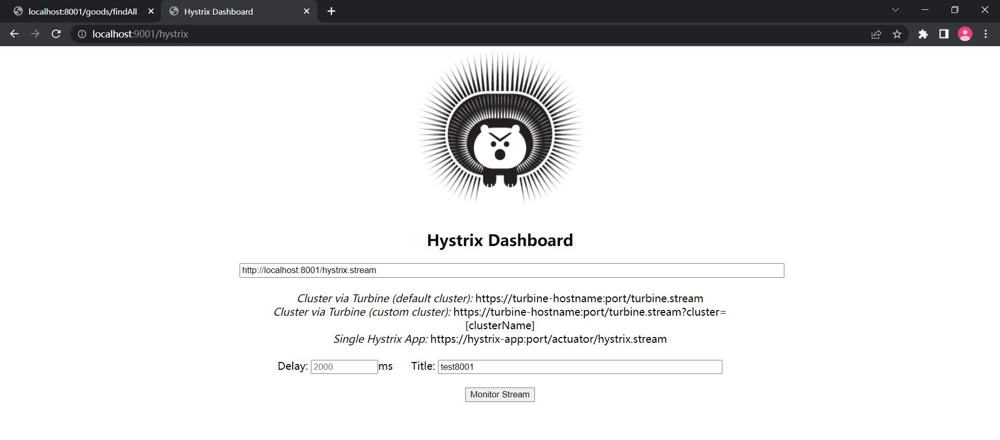 localhost:8001/goods/findAll
Hystrix Dashboard
localhost:9001/hystrix
Hystrix Dashboard
http://localhost:8001/hystrix.stream
Cluster via Turbine (default cluster): https://turbine-hostname:port/turbine.stream
Cluster via Turbine (custom cluster): https://turbine-hostname:port/turbine.stream?cluster=
[clusterName]
Single Hystrix App: https://hystrix-app:port/actuator/hystrix.stream
Delay: 2000 ms Title: test8001
Monitor Stream